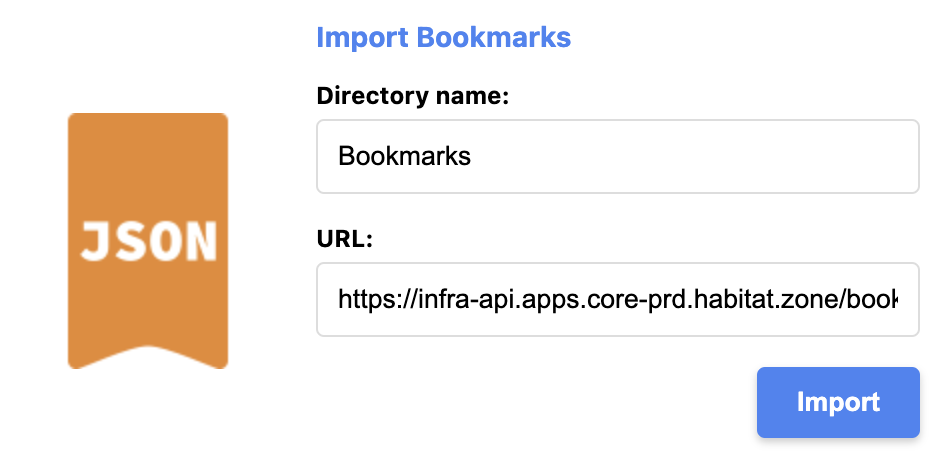 Import Bookmarks
Directory name:
Bookmarks
JSON
URL:
https://infra-api.apps.core-prd.habitat.zone/book
Import